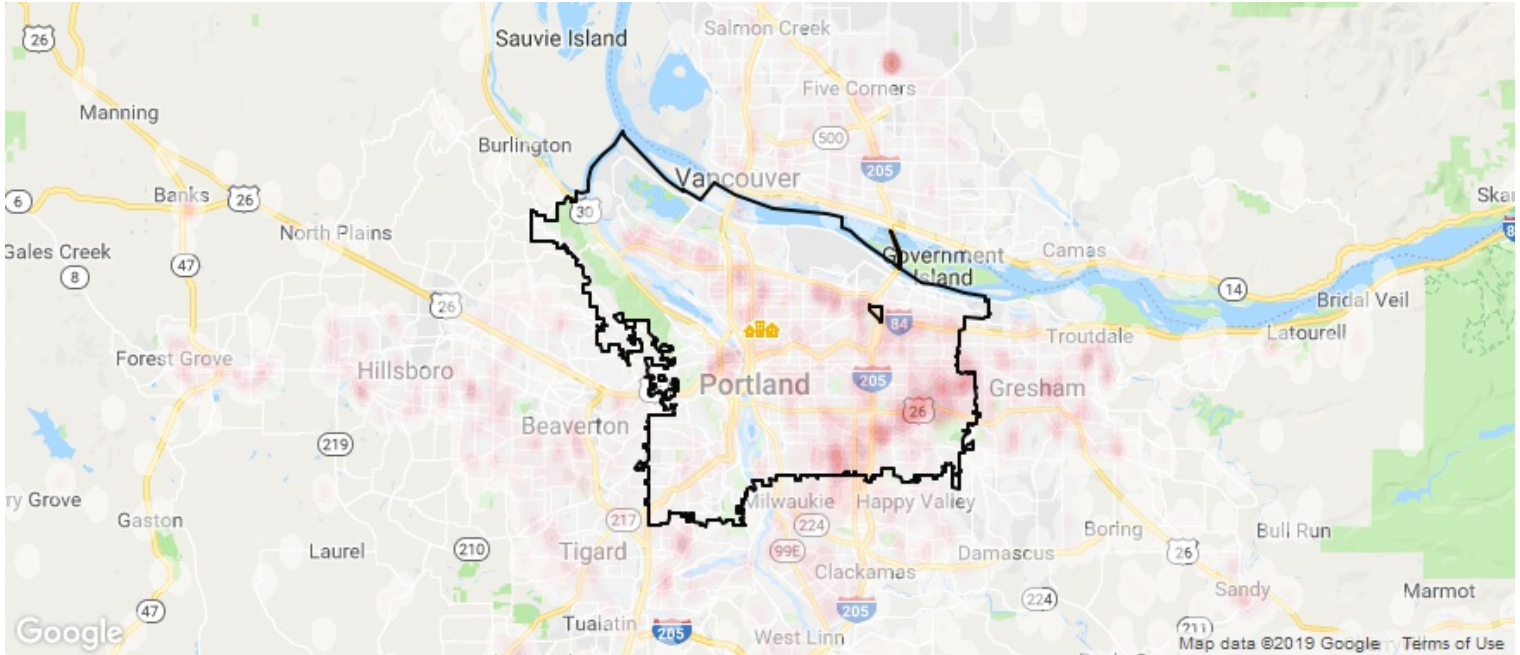 26
Sauvie Island
Salmon Creek
Five Corners
Manning
Burlington
500
205
Vancouver
6
Banks
26
30
North Plains
Gales Creek
8
47
Government
Island
Camas
14
Bridal Veil
26
84
Troutdale
Latourell
Forest Grove
Hillsboro
Portland
205
Gresham
26
Beaverton
219
Milwaukie
Happy Valley
Gaston
217
224
Boring
Bull Run
Laurel
210
Tigard
99E
Damascus
26
Clackamas
Sandy
Marmot
47
205
224
211
Google
Tualatin
205
West Linn
Map data ©2019 Google
Terms of Use